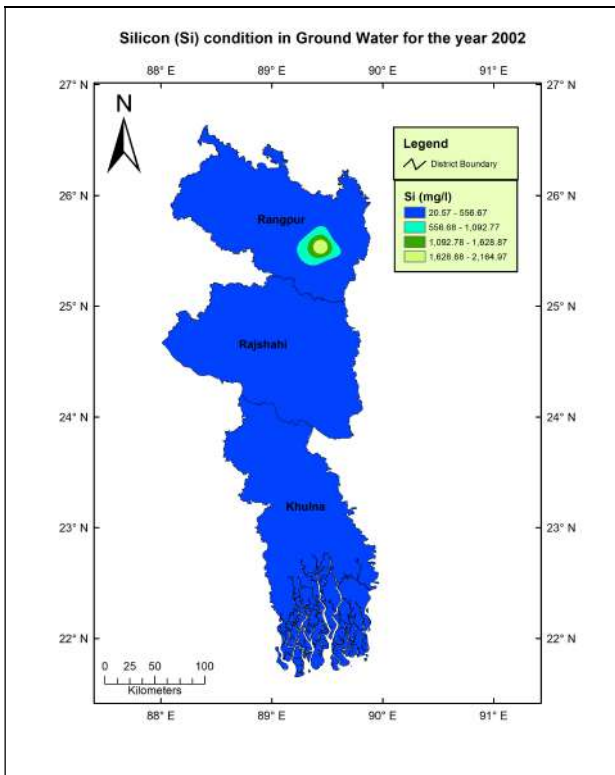 Silicon (Si) condition in Ground Water for the year 2002
88° E 89° E 90° E 91° E
27° N 27° N
N
Legend
District Boundary
26° N 26° N
Si (mg/l)
20.57 - 556.67
556.68 - 1,092.77
1,092.78 - 1,628.87
1,628.88 - 2,164.97
Rangpur
25° N 25° N
Rajshahi
24° N 24° N
Khulna
23° N 23° N
22° N 22° N
0 25 50 100
Kilometers
88° E 89° E 90° E 91° E